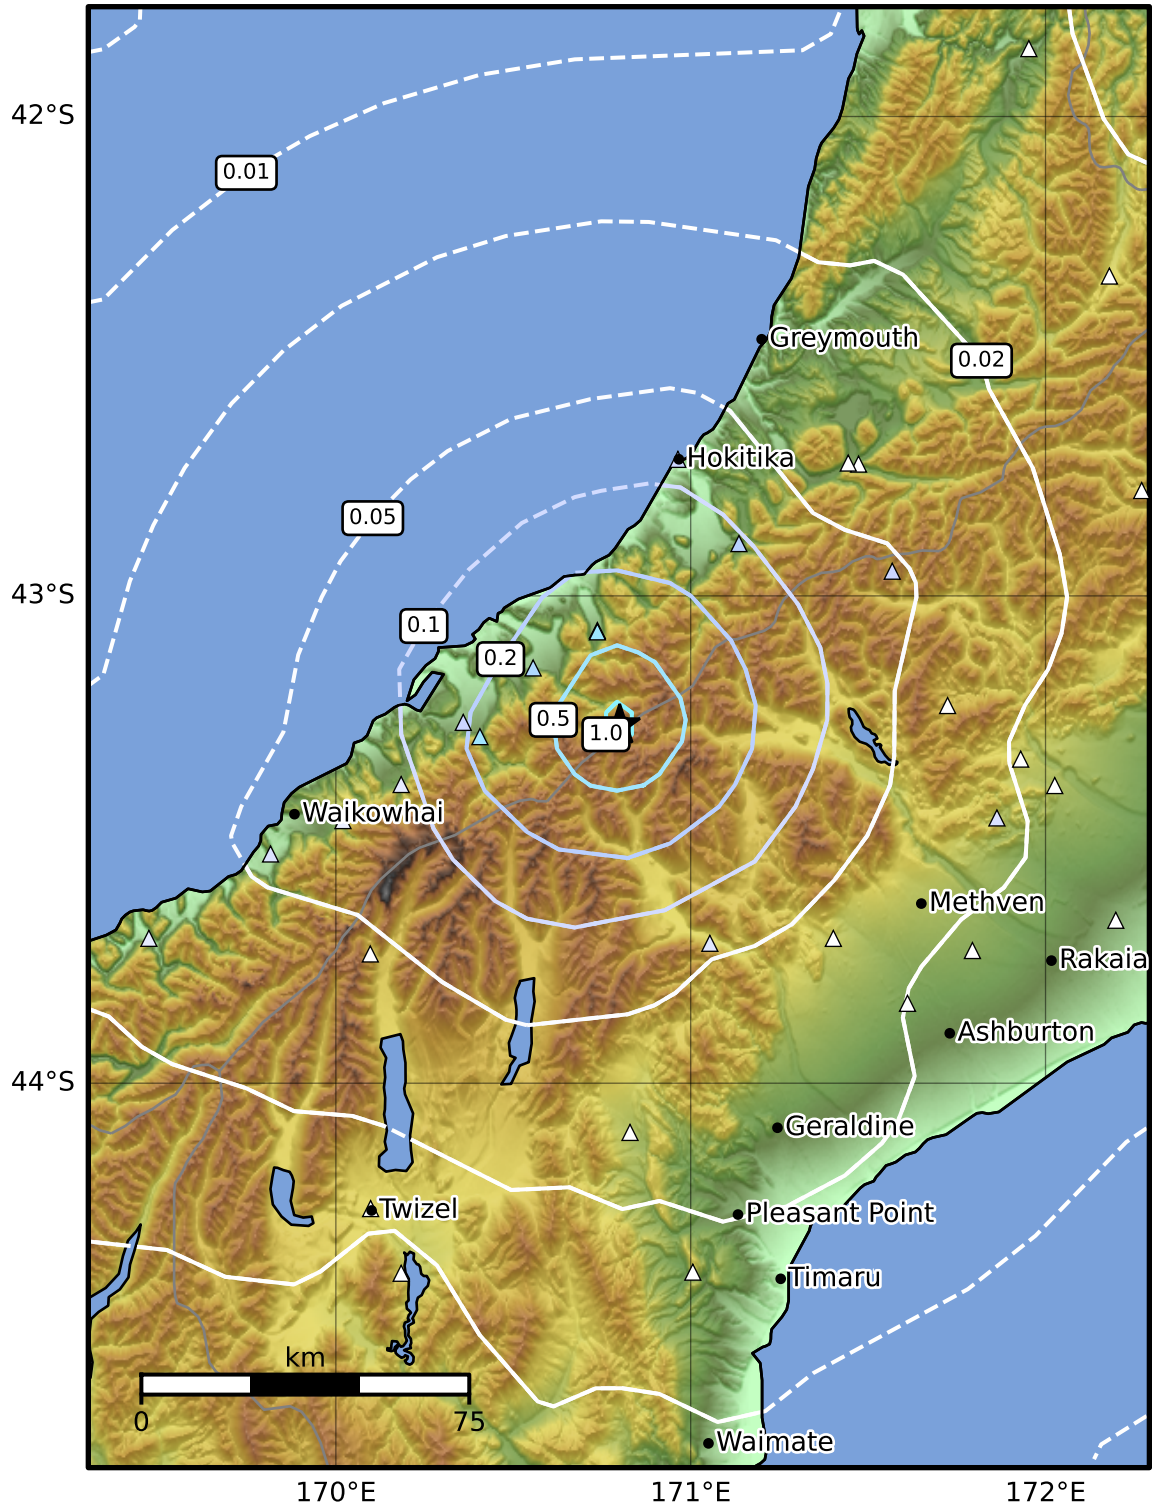 42°S
0.01
Greymouth
0.02
Hokitika
0.05
43°S
0.1
0.2
0.5
1.0
Waikowhai
Methven
Rakaia
Ashburton
44°S
Geraldine
Twizel
Pleasant Point
Timaru
km
0
75
Waimate
170°E
171°E
172°E